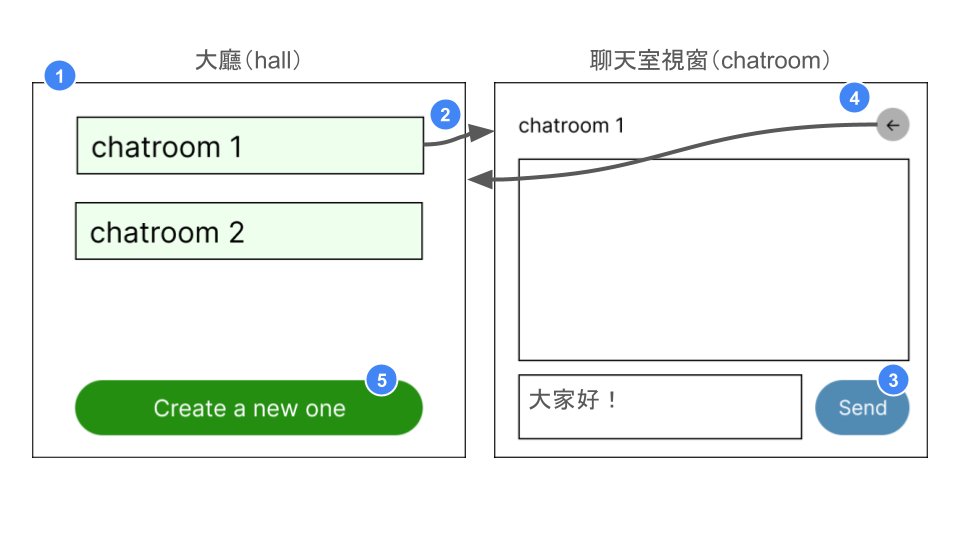 大廳（hall）
1
2
chatroom 1
chatroom 2
5
Create a new one
聊天室視窗（chatroom）
4
chatroom 1
←
大家好！
3
Send